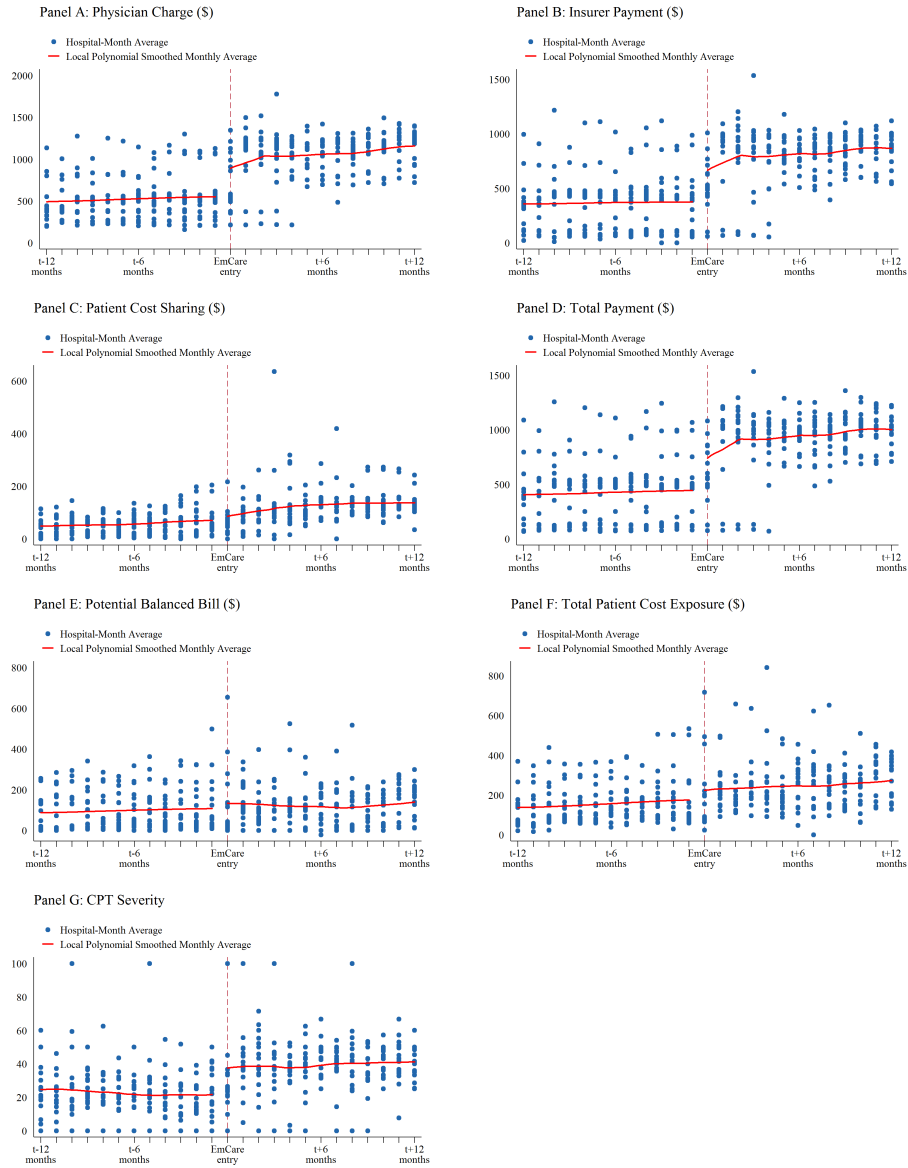 Panel A: Physician Charge ($)
Hospital-Month Average
Local Polynomial Smoothed Monthly Average
2000
1500
1000
500
0
t-12 months
t-6 months
EmCare entry
t+6 months
t+12 months
Panel B: Insurer Payment ($)
Hospital-Month Average
Local Polynomial Smoothed Monthly Average
1500
1000
500
0
t-12 months
t-6 months
EmCare entry
t+6 months
t+12 months
Panel C: Patient Cost Sharing ($)
Hospital-Month Average
Local Polynomial Smoothed Monthly Average
600
400
200
0
t-12 months
t-6 months
EmCare entry
t+6 months
t+12 months
Panel D: Total Payment ($)
Hospital-Month Average
Local Polynomial Smoothed Monthly Average
1500
1000
500
0
t-12 months
t-6 months
EmCare entry
t+6 months
t+12 months
Panel E: Potential Balanced Bill ($)
Hospital-Month Average
Local Polynomial Smoothed Monthly Average
800
600
400
200
0
t-12 months
t-6 months
EmCare entry
t+6 months
t+12 months
Panel F: Total Patient Cost Exposure ($)
Hospital-Month Average
Local Polynomial Smoothed Monthly Average
800
600
400
200
0
t-12 months
t-6 months
EmCare entry
t+6 months
t+12 months
Panel G: CPT Severity
Hospital-Month Average
Local Polynomial Smoothed Monthly Average
100
80
60
40
20
0
t-12 months
t-6 months
EmCare entry
t+6 months
t+12 months